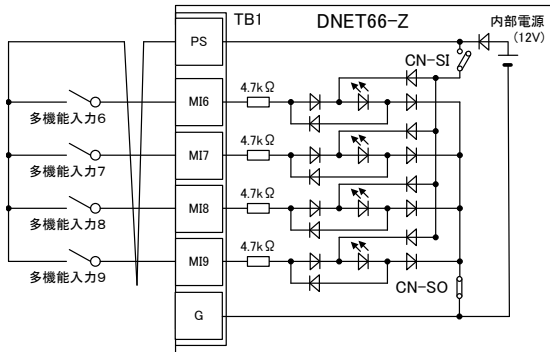 TB1
DNET66-Z
内部電源
(12V)
PS
CN-SI
MI6
4.7kΩ
多機能入力6
MI7
4.7kΩ
多機能入力7
MI8
4.7kΩ
多機能入力8
MI9
4.7kΩ
多機能入力9
CN-SO
G